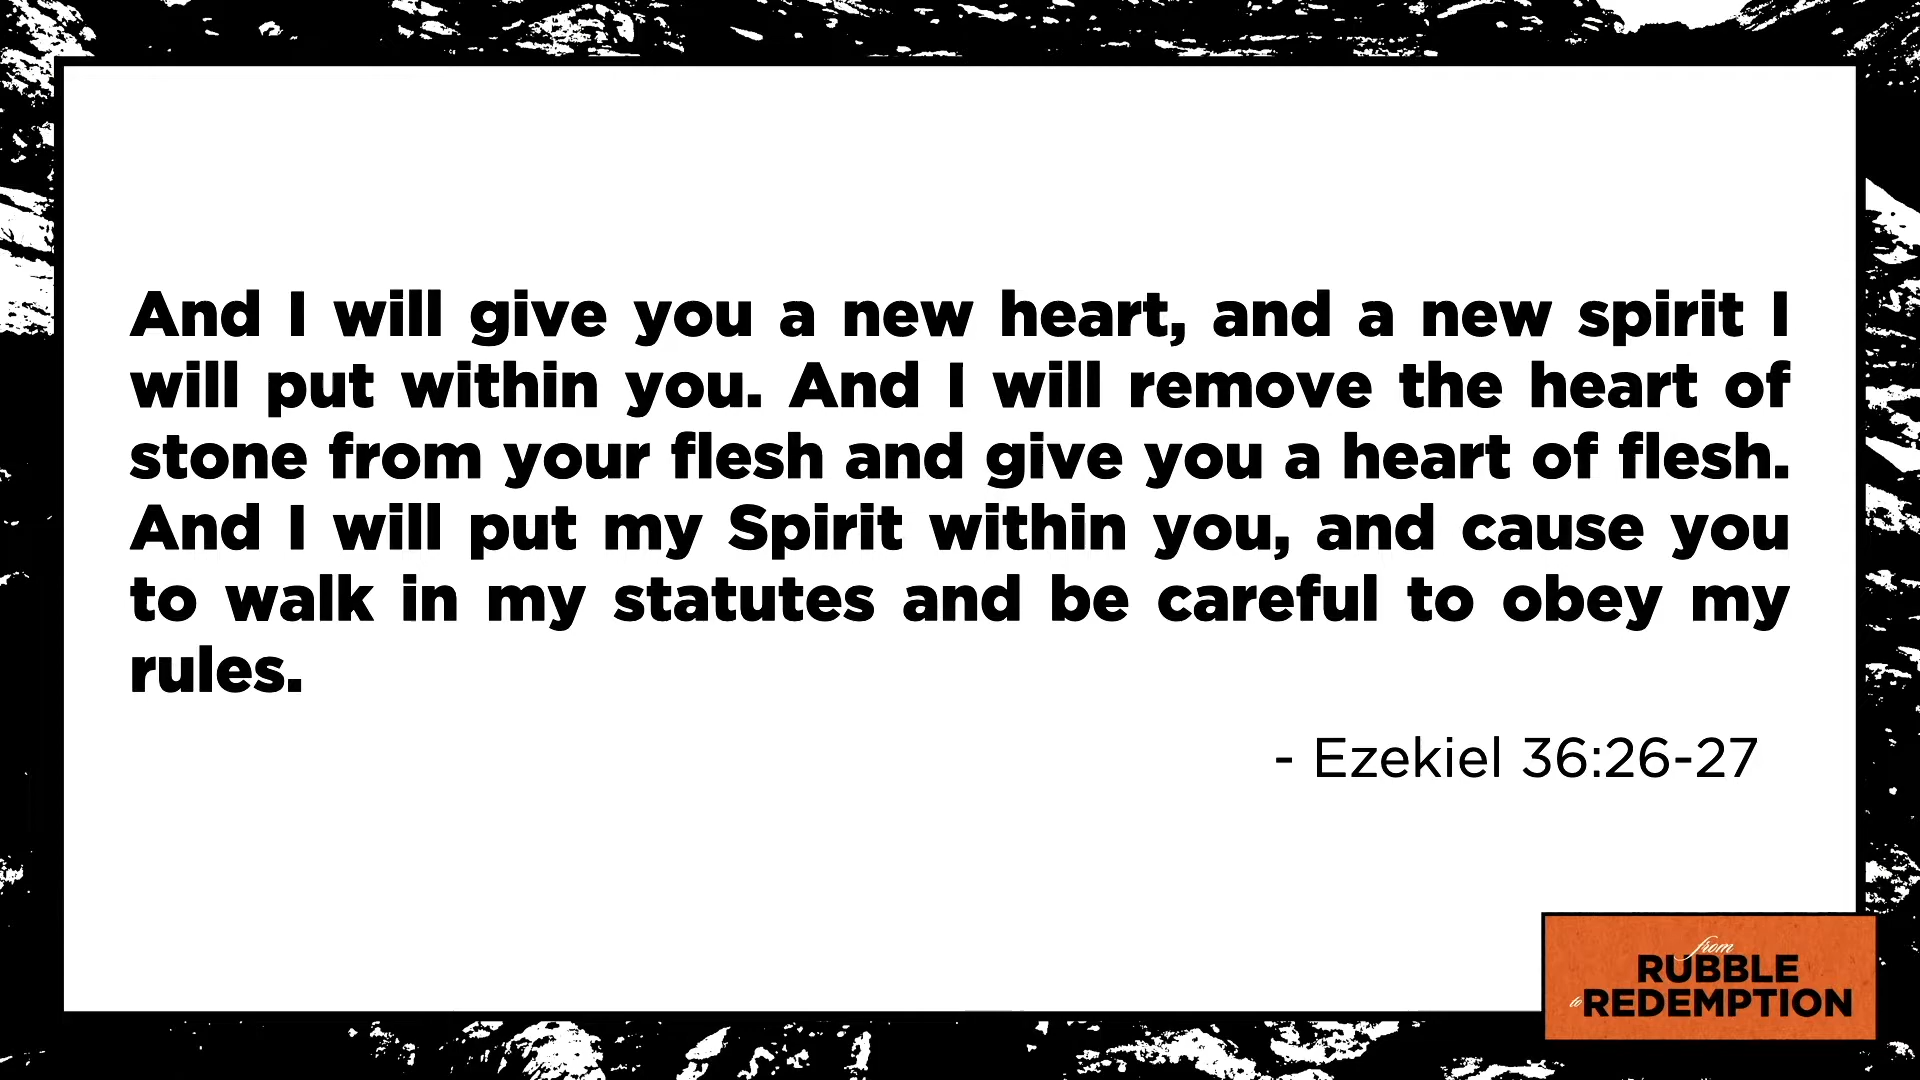 And I will give you a new heart, and a new spirit I
will put within you. And I will remove the heart of
stone from your flesh and give you a heart of flesh.
And I will put my Spirit within you, and cause you
to walk in my statutes and be careful to obey my
rules.
- Ezekiel 36:26-27
from
RUBBLE
to REDEMPTION